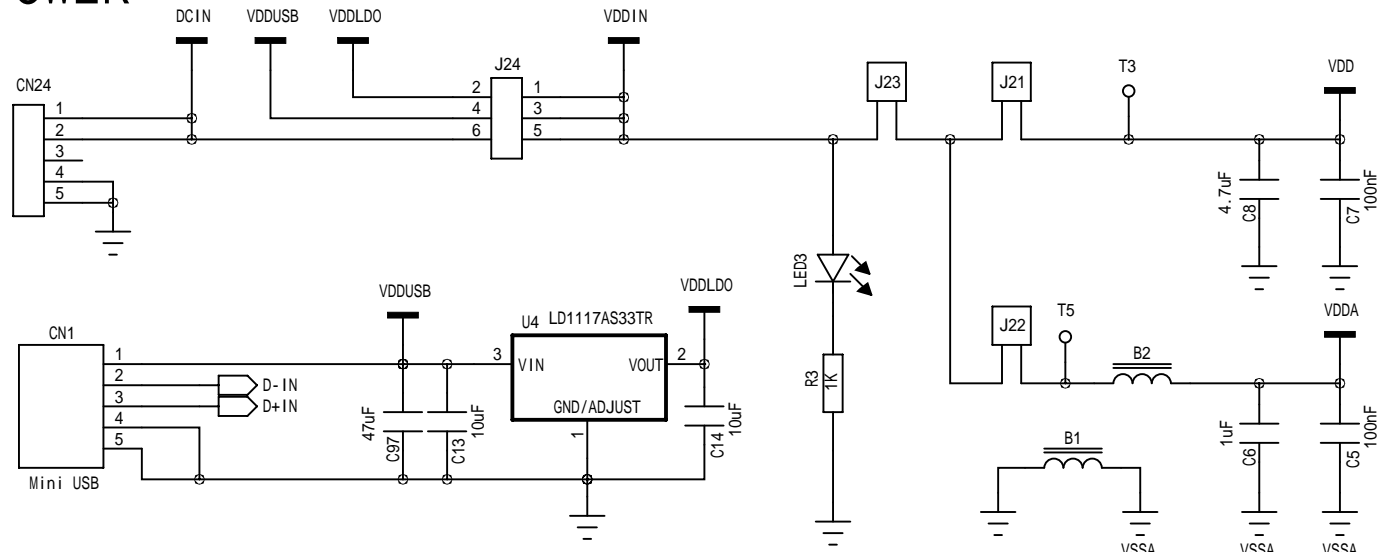 DCIN VDDUSB VDDLDO VDDIN
J24
CN24
J23 J21 T3 VDD
1
2
3
4
5
2 1
4 3
6 5
4.7uF C8
C7 100nF
LED3
R3 1K
VDDUSB VDDLDO
CN1
U4 LD1117AS33TR
1
2 D-IN
3 D+IN
4
5
Mini USB
3 VIN VOUT 2
GND/ADJUST
1
47uF C97
C13 10uF
C14 10uF
J22 T5 B2 VDDA
B1
1uF C6
C5 100nF
VSSA VSSA VSSA